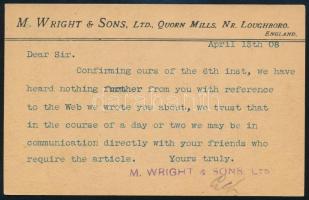 M. WRIGHT & SONS, LTD., QUORN MILLS, NR. LOUGHBORO.
ENGLAND.
April 13th 08
Dear Sir.
Confirming ours of the 6th inst, we have
heard nothing further from you with reference
to the Web we wrote you about, we trust that
in the course of a day or two we may be in
communication directly with your friends who
require the article. Yours truly.
M. WRIGHT & SONS, LTD